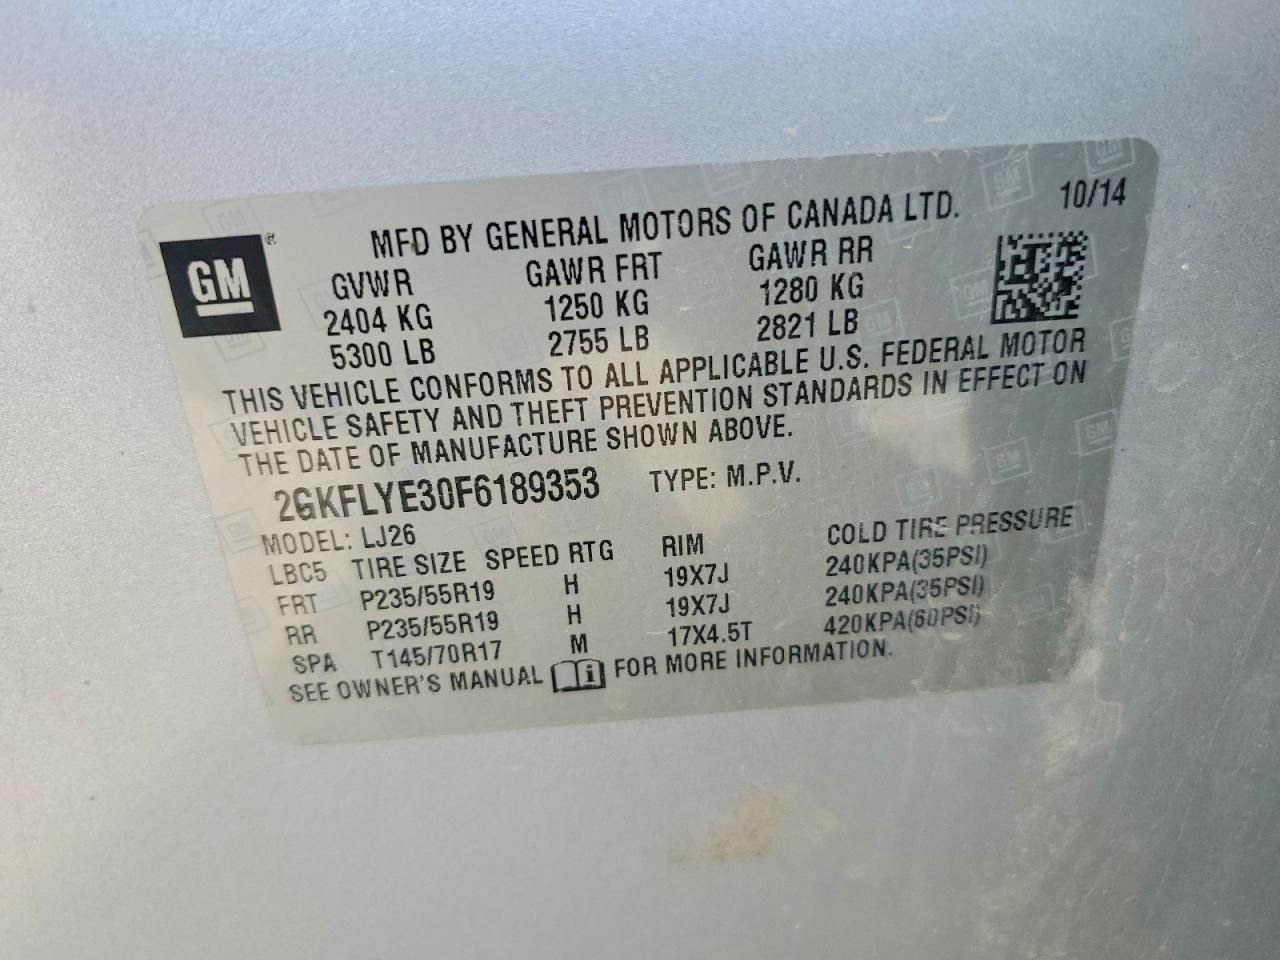 MFD BY GENERAL MOTORS OF CANADA LTD. 10/14
GM ®
GVWR GAWR FRT GAWR RR
2404 KG 1250 KG 1280 KG
5300 LB 2755 LB 2821 LB
THIS VEHICLE CONFORMS TO ALL APPLICABLE U.S. FEDERAL MOTOR
VEHICLE SAFETY AND THEFT PREVENTION STANDARDS IN EFFECT ON
THE DATE OF MANUFACTURE SHOWN ABOVE.
2GKFLYE30F6189353 TYPE: M.P.V.
MODEL: LJ26
LBC5 TIRE SIZE SPEED RTG RIM COLD TIRE PRESSURE
FRT P235/55R19 H 19X7J 240KPA(35PSI)
RR P235/55R19 H 19X7J 240KPA(35PSI)
SPA T145/70R17 M 17X4.5T 420KPA(60PSI)
SEE OWNER'S MANUAL i FOR MORE INFORMATION.